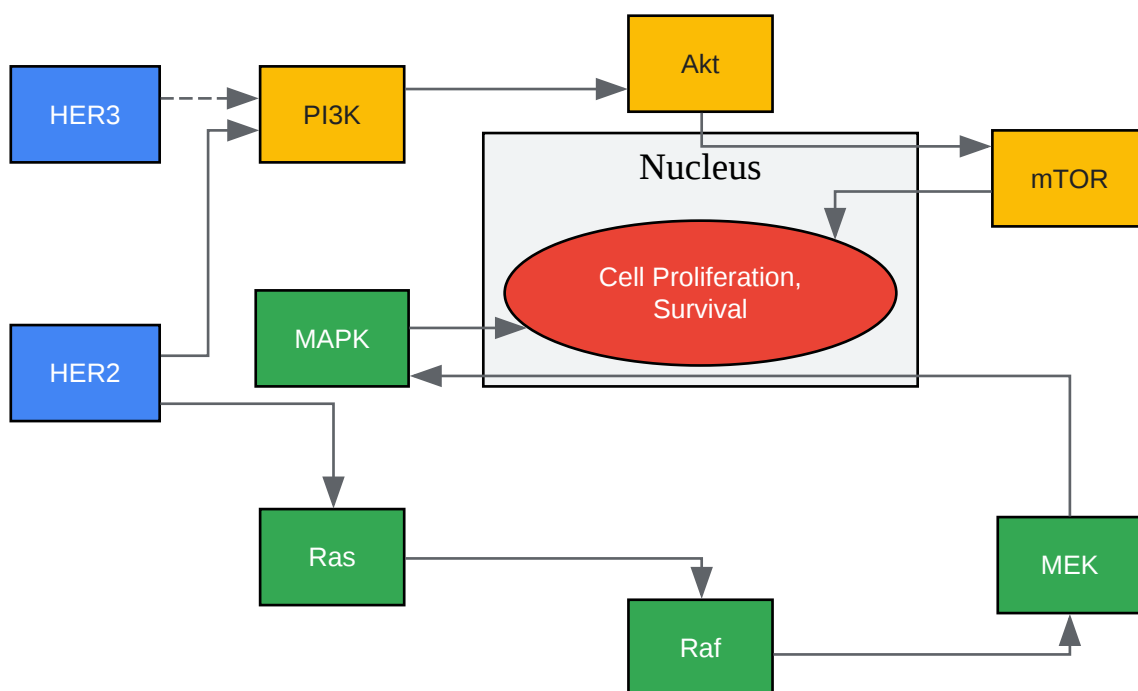 Akt
HER3
PI3K
Nucleus
mTOR
Cell Proliferation,
Survival
MAPK
HER2
Ras
MEK
Raf